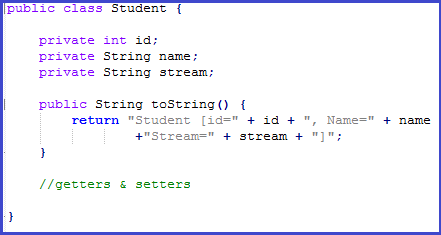 public class Student {
private int id;
private String name;
private String stream;
public String toString() {
return "Student [id=" + id + ", Name=" + name
+"Stream=" + stream + "]";
}
//getters & setters
}